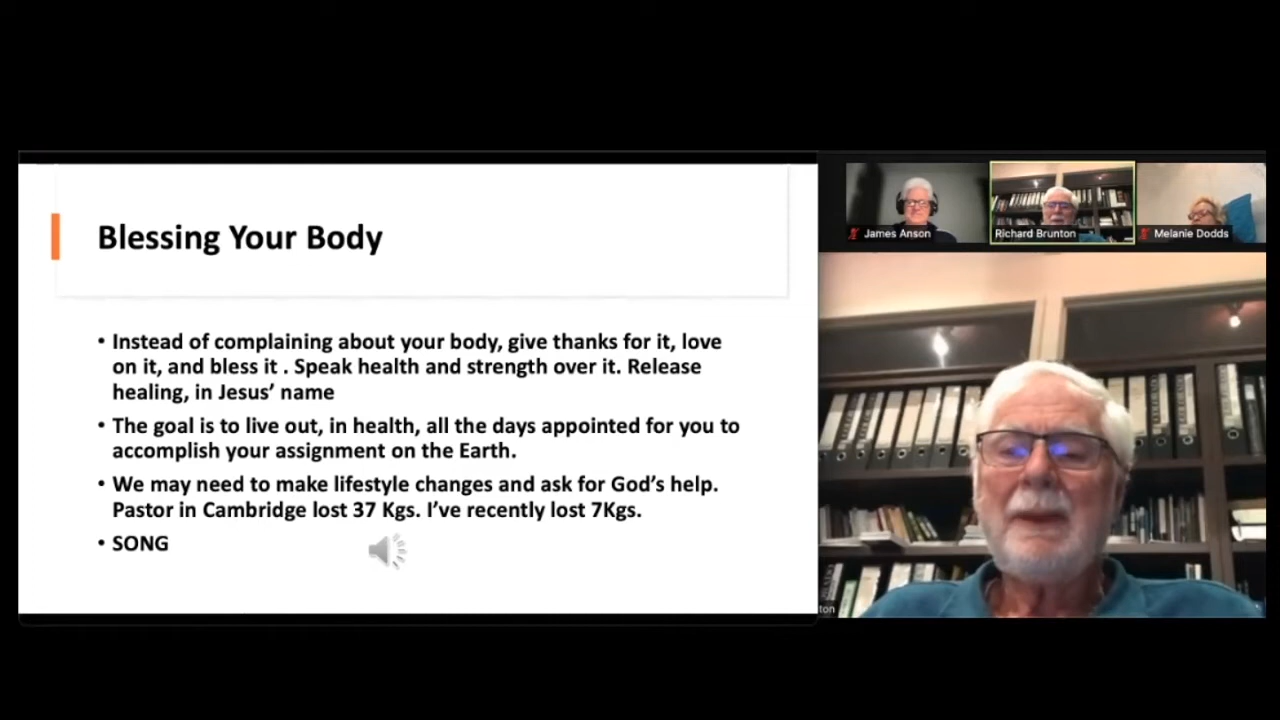 Blessing Your Body
• Instead of complaining about your body, give thanks for it, love
on it, and bless it . Speak health and strength over it. Release
healing, in Jesus’ name
• The goal is to live out, in health, all the days appointed for you to
accomplish your assignment on the Earth.
• We may need to make lifestyle changes and ask for God’s help.
Pastor in Cambridge lost 37 Kgs. I’ve recently lost 7Kgs.
• SONG
James Anson
Richard Brunton
Melanie Dodds
ton